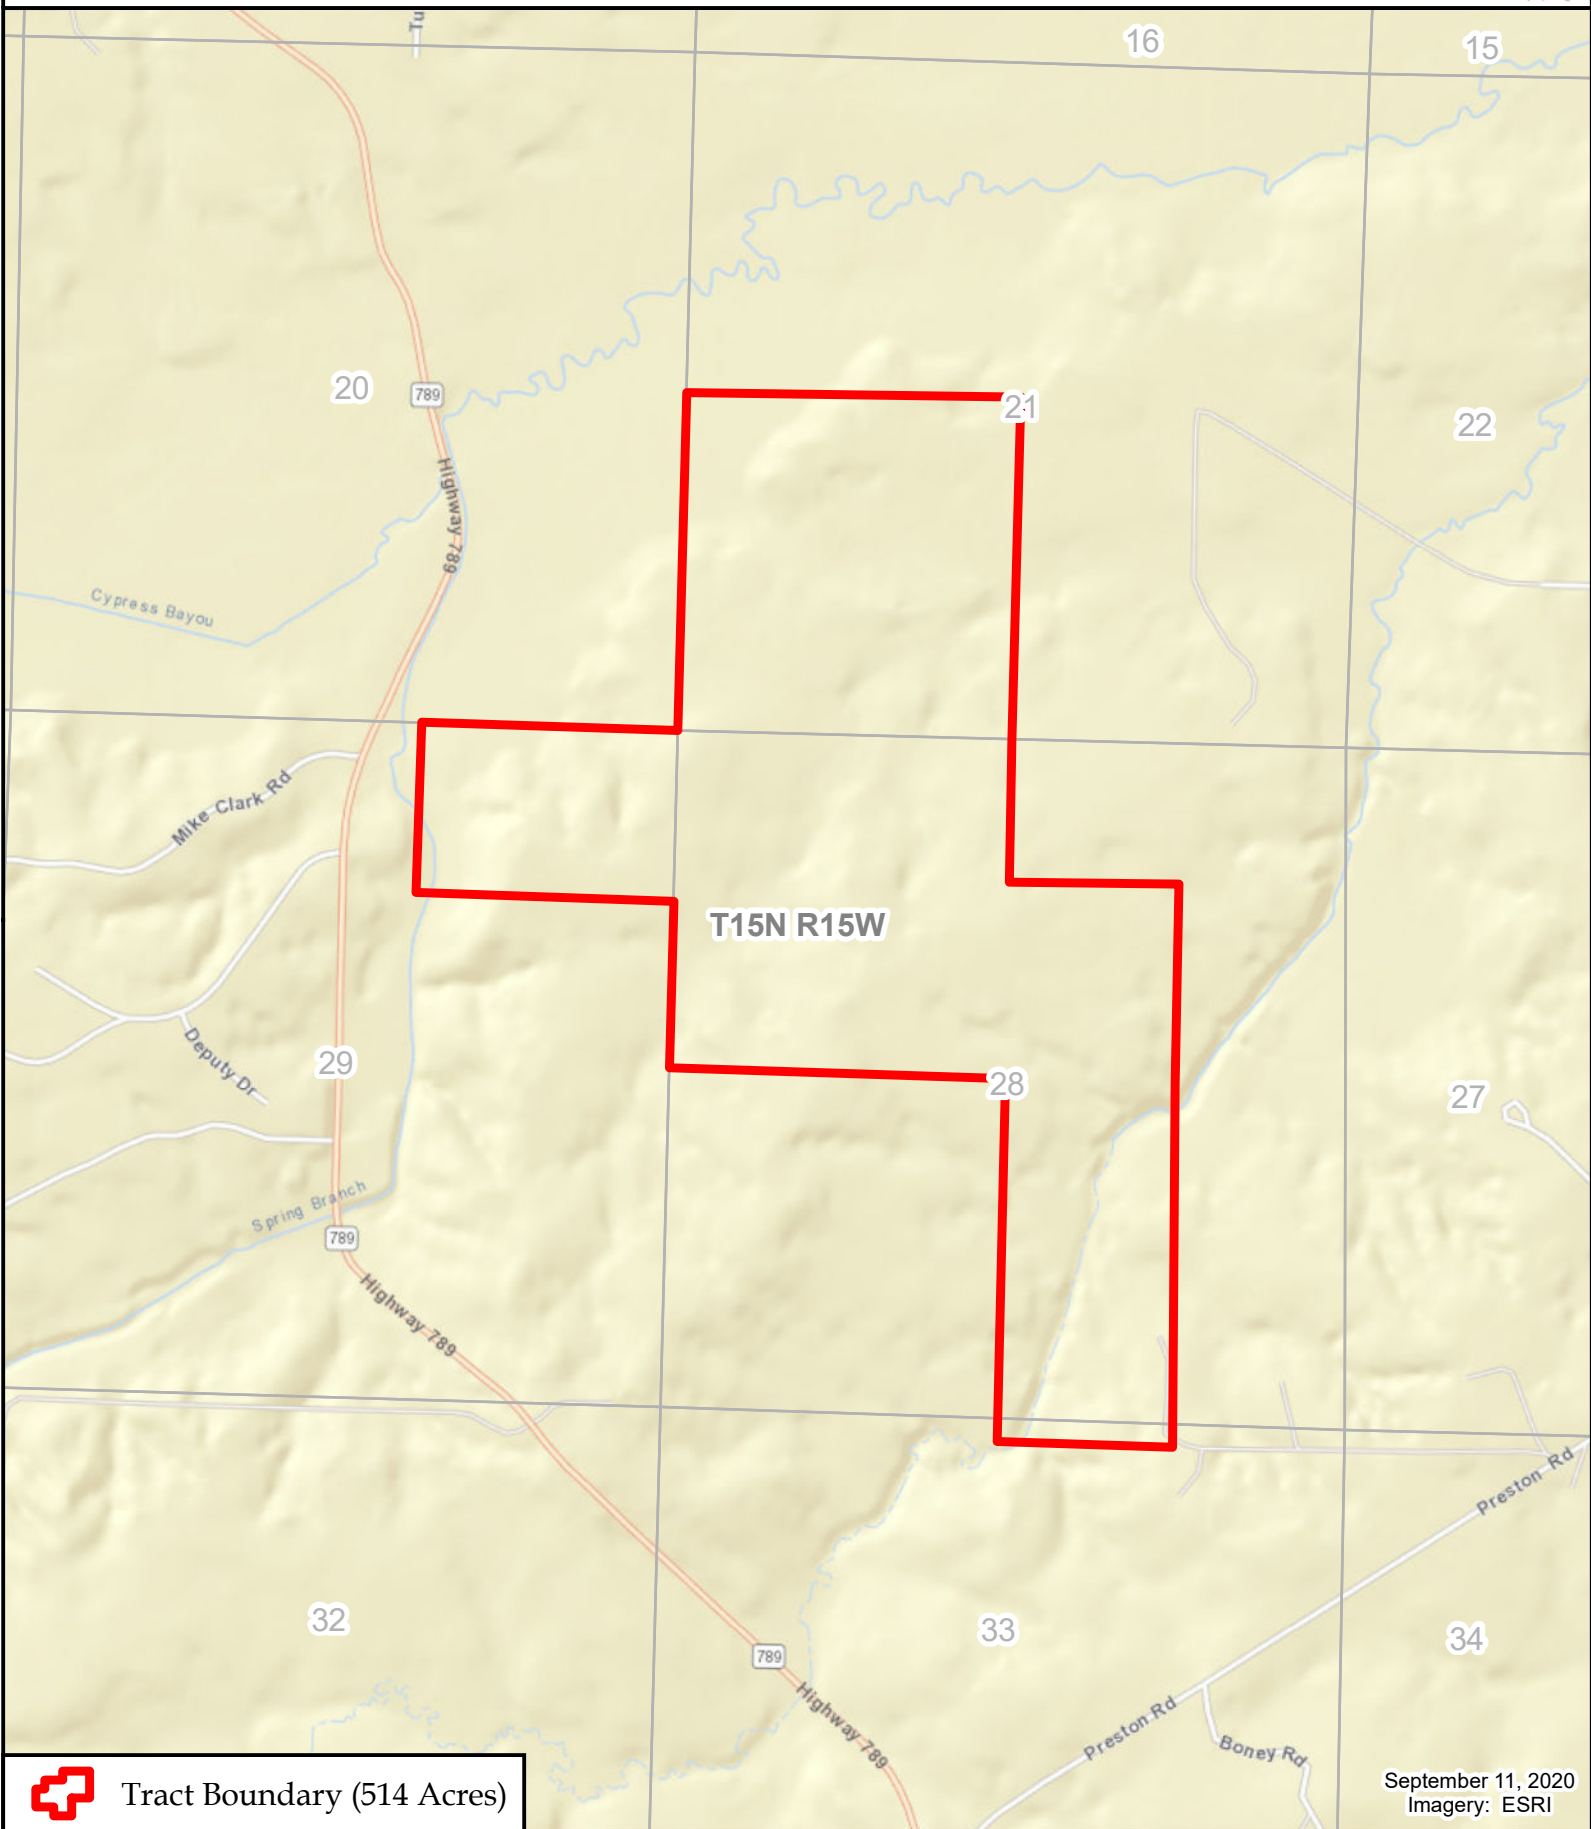 Tu
16
15
20
789
21
22
Highway 789
Cypress Bayou
Mike Clark Rd
T15N R15W
Deputy Dr
29
28
27
Spring Branch
789
Highway 789
Preston Rd
32
33
34
789
Highway 789
Preston Rd
Boney Rd
Tract Boundary (514 Acres)
September 11, 2020
Imagery: ESRI